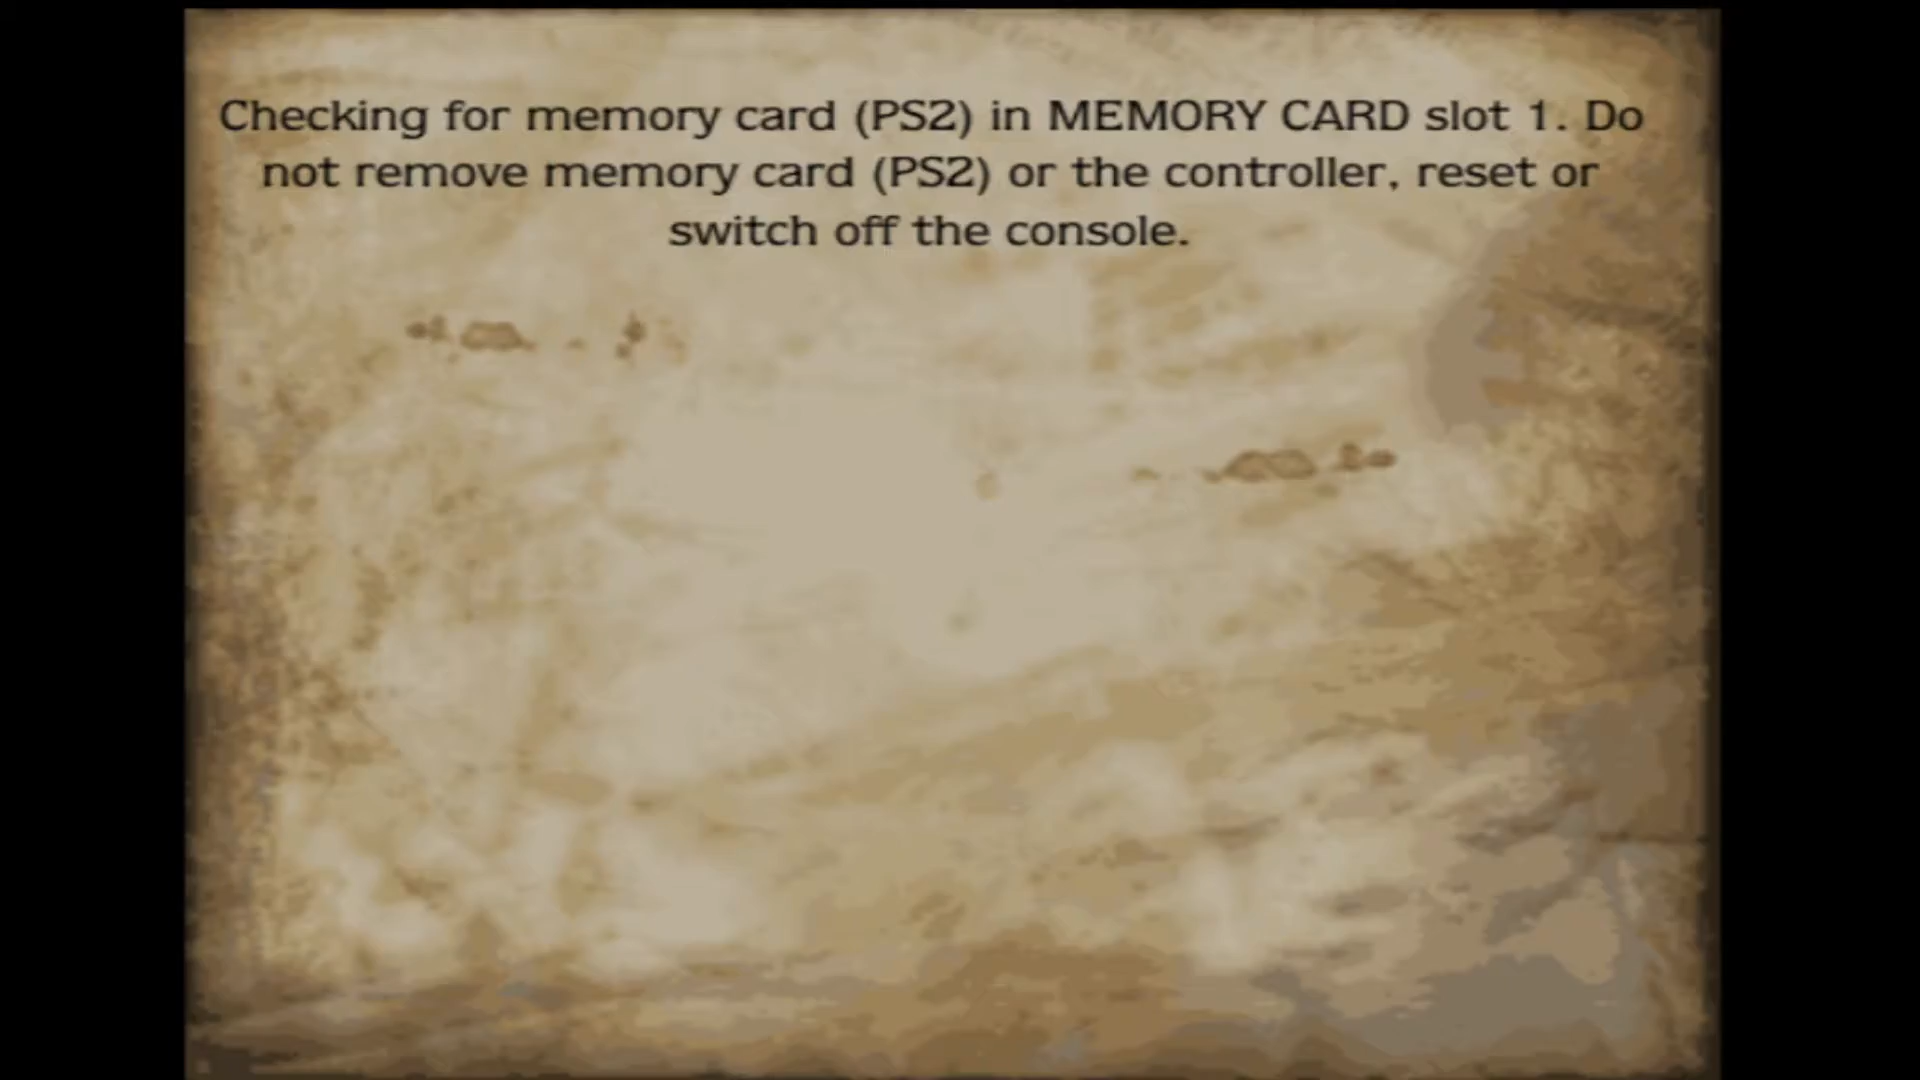 Checking for memory card (PS2) in MEMORY CARD slot 1. Do
not remove memory card (PS2) or the controller, reset or
switch off the console.